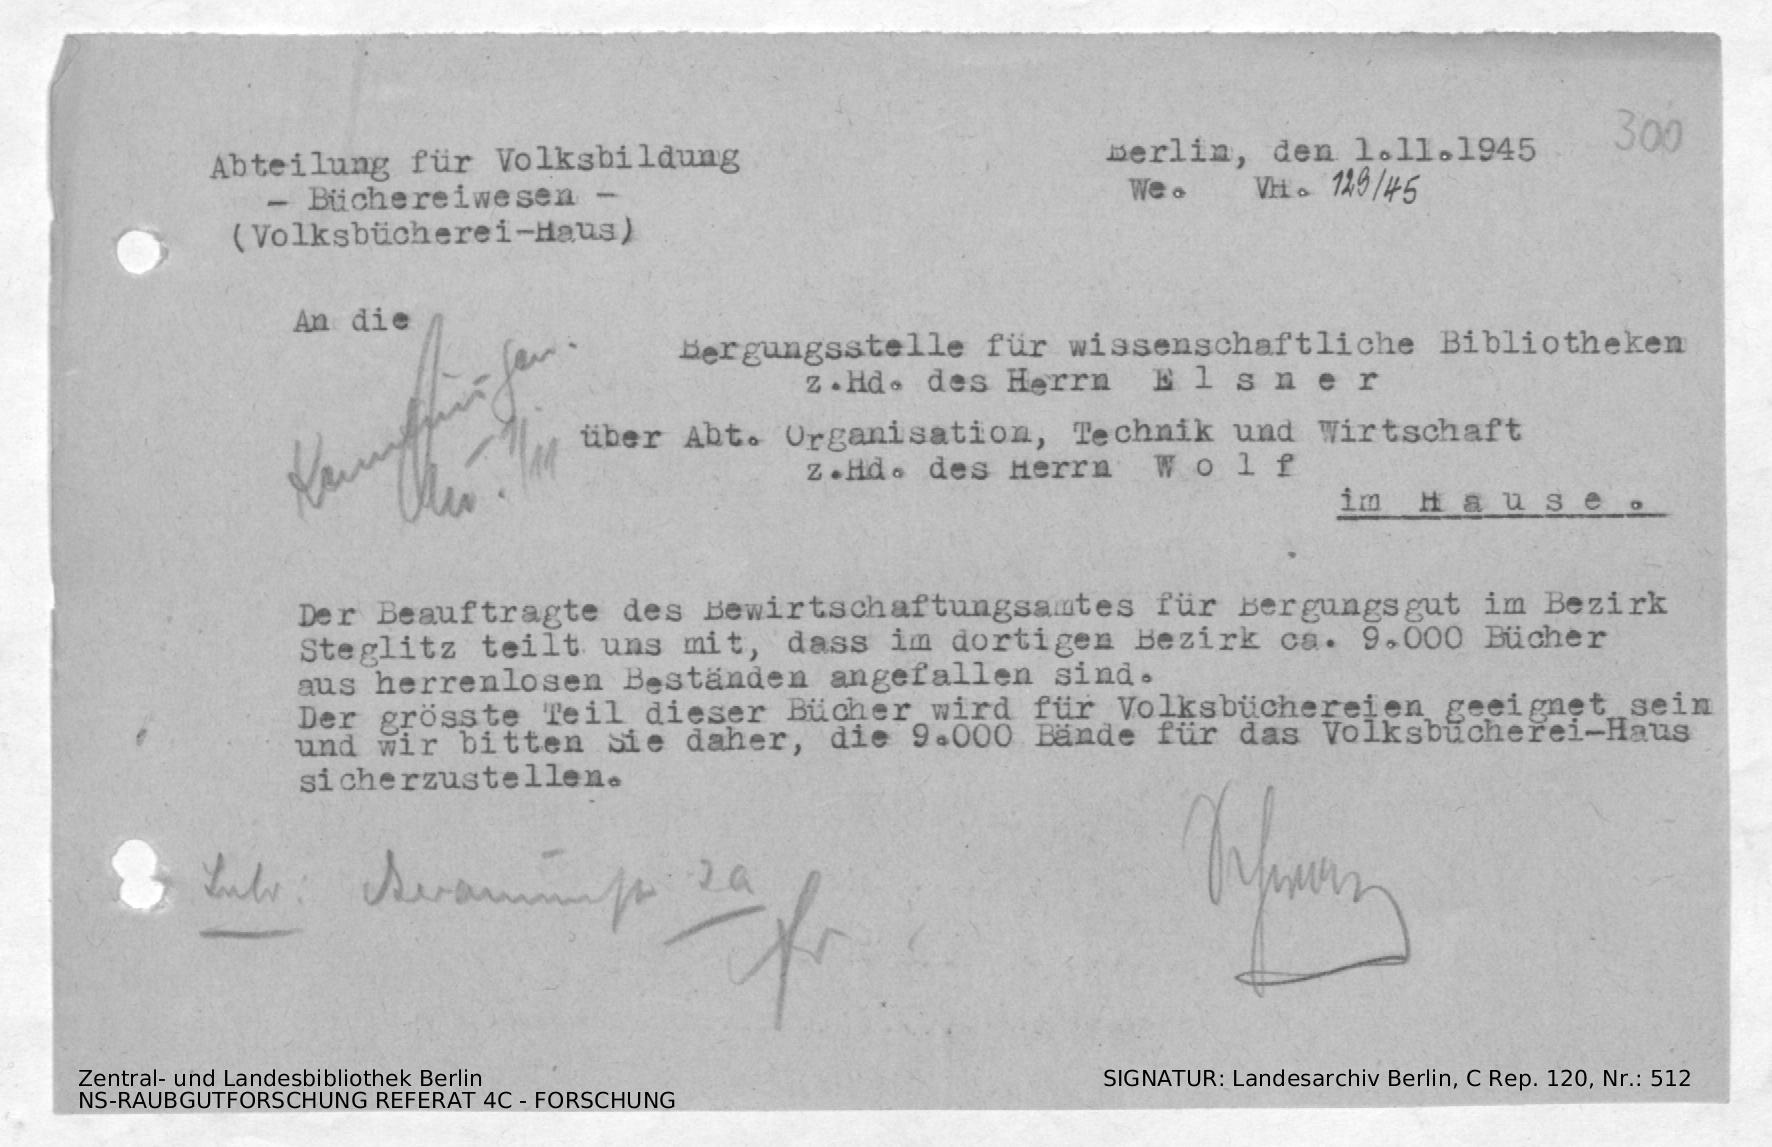 300
Abteilung für Volksbildung
- Büchereiwesen -
(Volksbücherei-Haus)
Berlin, den 1.11.1945
We. VH. 129/45
An die
Bergungsstelle für wissenschaftliche Bibliotheken
z.Hd. des Herrn E l s n e r
über Abt. Organisation, Technik und Wirtschaft
z.Hd. des Herrn W o l f
im H a u s e .
Der Beauftragte des Bewirtschaftungsamtes für Bergungsgut im Bezirk
Steglitz teilt uns mit, dass im dortigen Bezirk ca. 9.000 Bücher
aus herrenlosen Beständen angefallen sind.
Der grösste Teil dieser Bücher wird für Volksbüchereien geeignet sein
und wir bitten Sie daher, die 9.000 Bände für das Volksbücherei-Haus
sicherzustellen.
Zentral- und Landesbibliothek Berlin
NS-RAUBGUTFORSCHUNG REFERAT 4C - FORSCHUNG
SIGNATUR: Landesarchiv Berlin, C Rep. 120, Nr.: 512